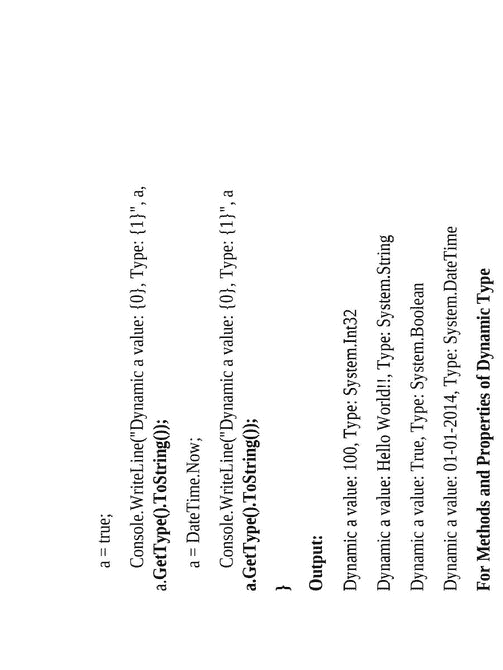 a = true;
Console.WriteLine("Dynamic a value: {0}, Type: {1}", a,
a.GetType().ToString());
a = DateTime.Now;
Console.WriteLine("Dynamic a value: {0}, Type: {1}", a
a.GetType().ToString());
}
Output:
Dynamic a value: 100, Type: System.Int32
Dynamic a value: Hello World!!, Type: System.String
Dynamic a value: True, Type: System.Boolean
Dynamic a value: 01-01-2014, Type: System.DateTime
For Methods and Properties of Dynamic Type